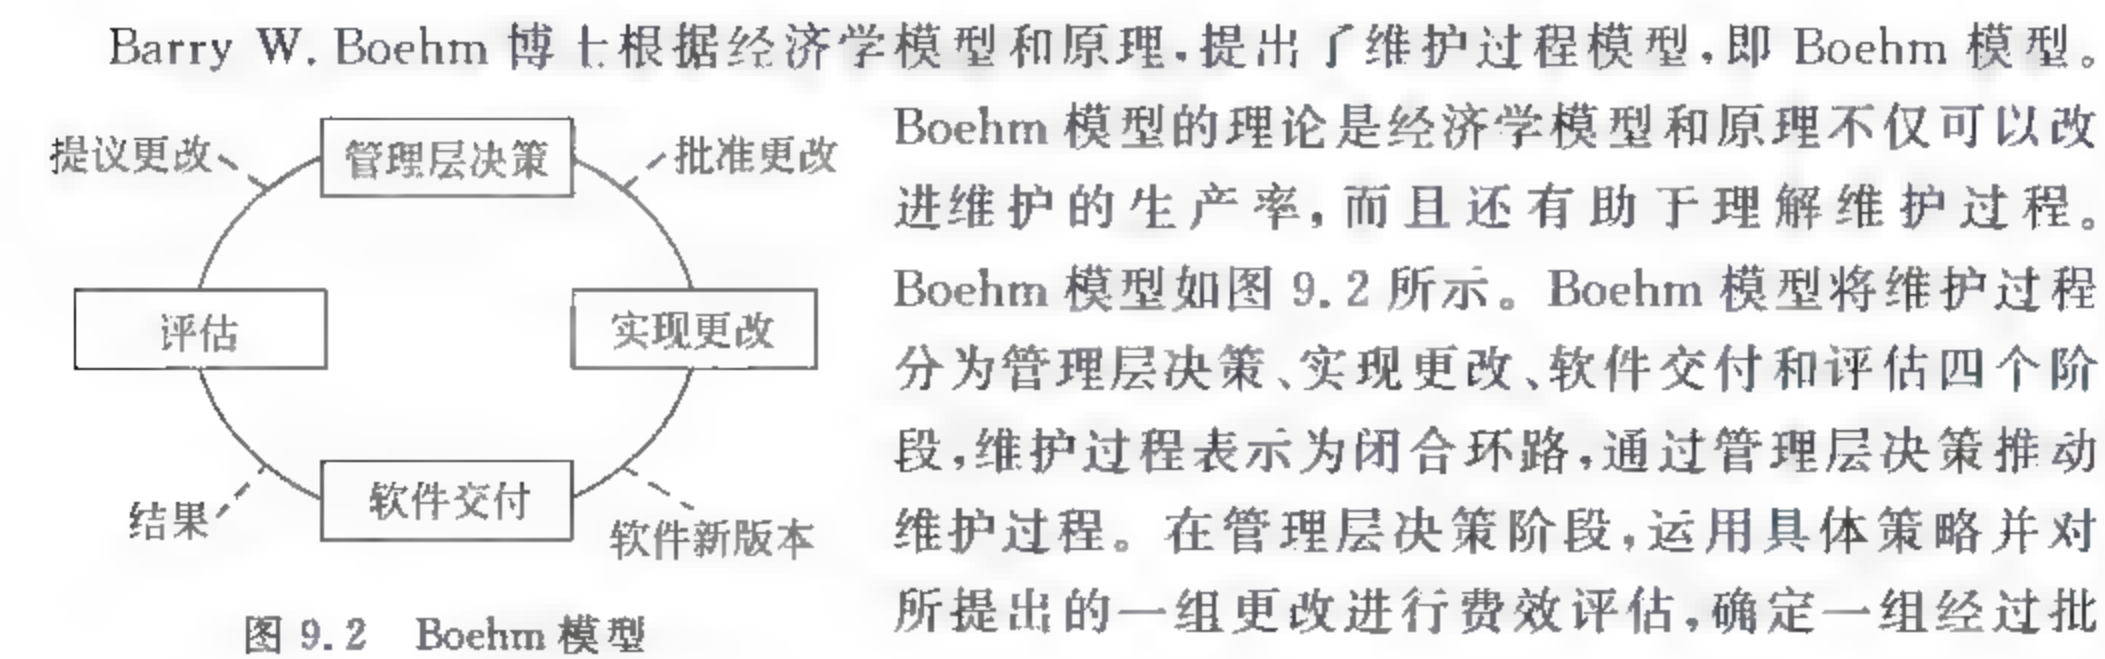 Barry W. Boehm 博士根据经济学模型和原理,提出了维护过程模型,即 Boehm 模型。
Boehm 模型的理论是经济学模型和原理不仅可以改
进维护的生产率,而且还有助于理解维护过程。
Boehm 模型如图 9.2 所示。Boehm 模型将维护过程
分为管理层决策、实现更改、软件交付和评估四个阶
段,维护过程表示为闭合环路,通过管理层决策推动
维护过程。在管理层决策阶段,运用具体策略并对
所提出的一组更改进行费效评估,确定一组经过批
提议更改
管理层决策
批准更改
评估
实现更改
结果
软件交付
软件新版本
图 9.2 Boehm 模型